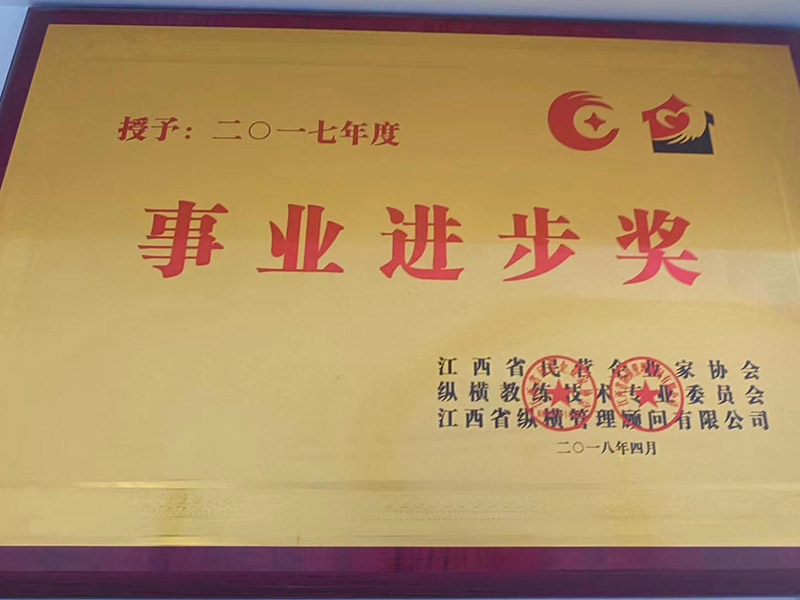 授予：二〇一七年度
事业进步奖
江西省民营企业家协会
纵横教练技术专业委员会
江西省纵横管理顾问有限公司
二〇一八年四月